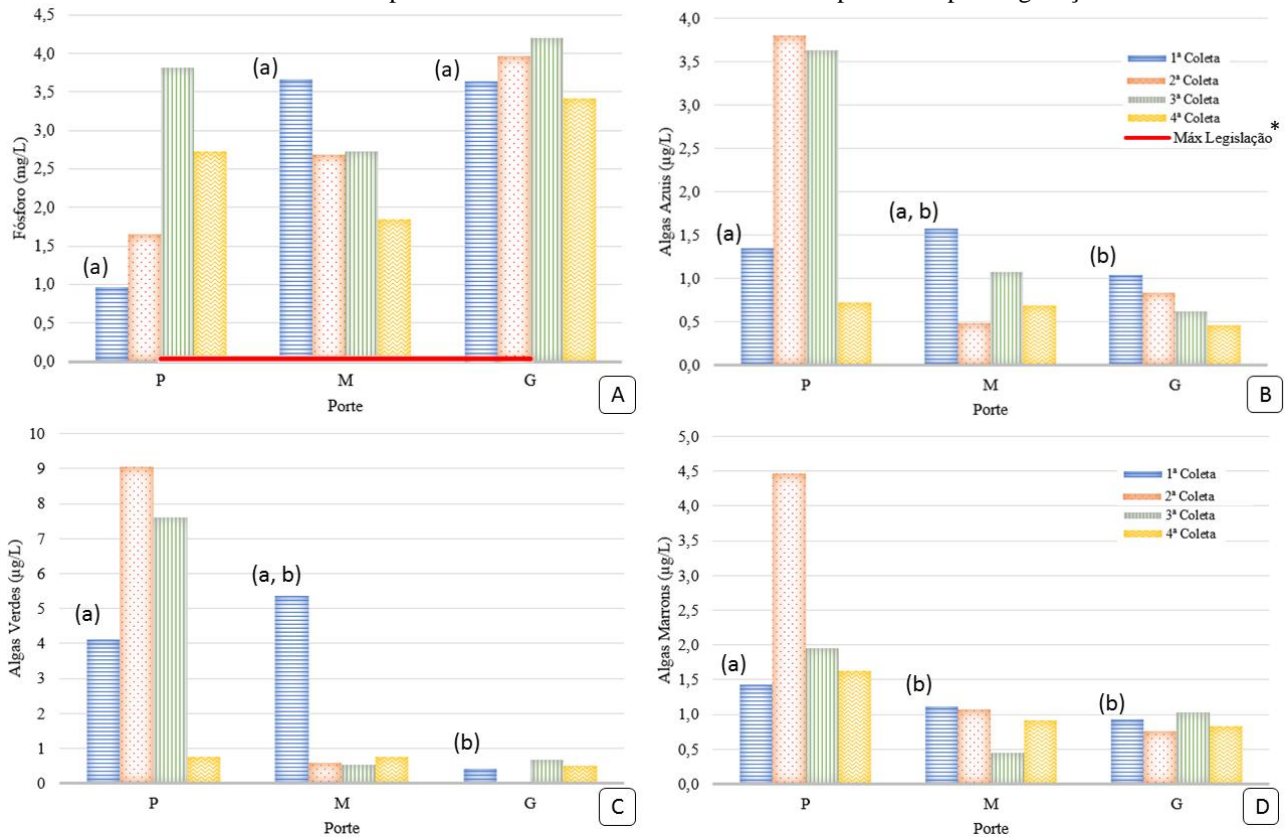 4,5
4,0
3,5
3,0
2,5
2,0
1,5
1,0
0,5
0,0
Fósforo (mg/L)
(a)
(a)
(a)
P
M
G
Porte
A
4,0
3,5
3,0
2,5
2,0
1,5
1,0
0,5
0,0
Algas Azuis (µg/L)
(a)
(a, b)
(b)
1ª Coleta
2ª Coleta
3ª Coleta
4ª Coleta
Máx Legislação*
P
M
G
Porte
B
10
9
8
7
6
5
4
3
2
1
0
Algas Verdes (µg/L)
(a)
(a, b)
(b)
P
M
G
Porte
C
5,0
4,5
4,0
3,5
3,0
2,5
2,0
1,5
1,0
0,5
0,0
Algas Marrons (µg/L)
(a)
(b)
(b)
1ª Coleta
2ª Coleta
3ª Coleta
4ª Coleta
P
M
G
Porte
D